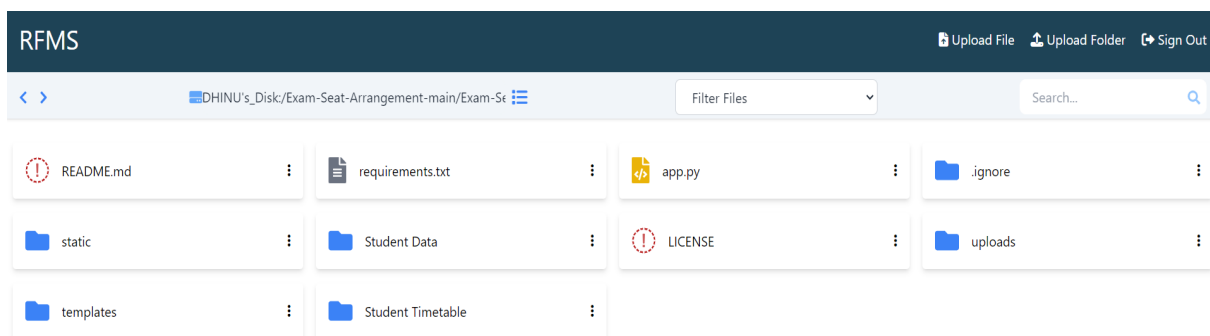 RFMS
Upload File Upload Folder Sign Out
DHINU's_Disk:/Exam-Seat-Arrangement-main/Exam-Se
Filter Files
Search...
README.md requirements.txt app.py .ignore
static Student Data LICENSE uploads
templates Student Timetable